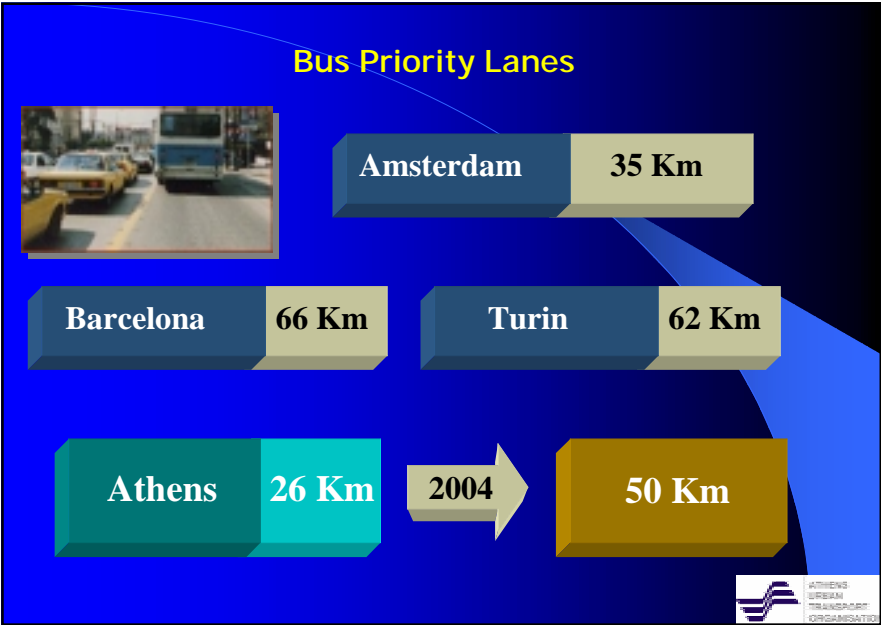 Bus Priority Lanes
Amsterdam 35 Km
Barcelona 66 Km Turin 62 Km
Athens 26 Km 2004 50 Km
ATHENS
URBAN
TRANSPORT
ORGANISATION